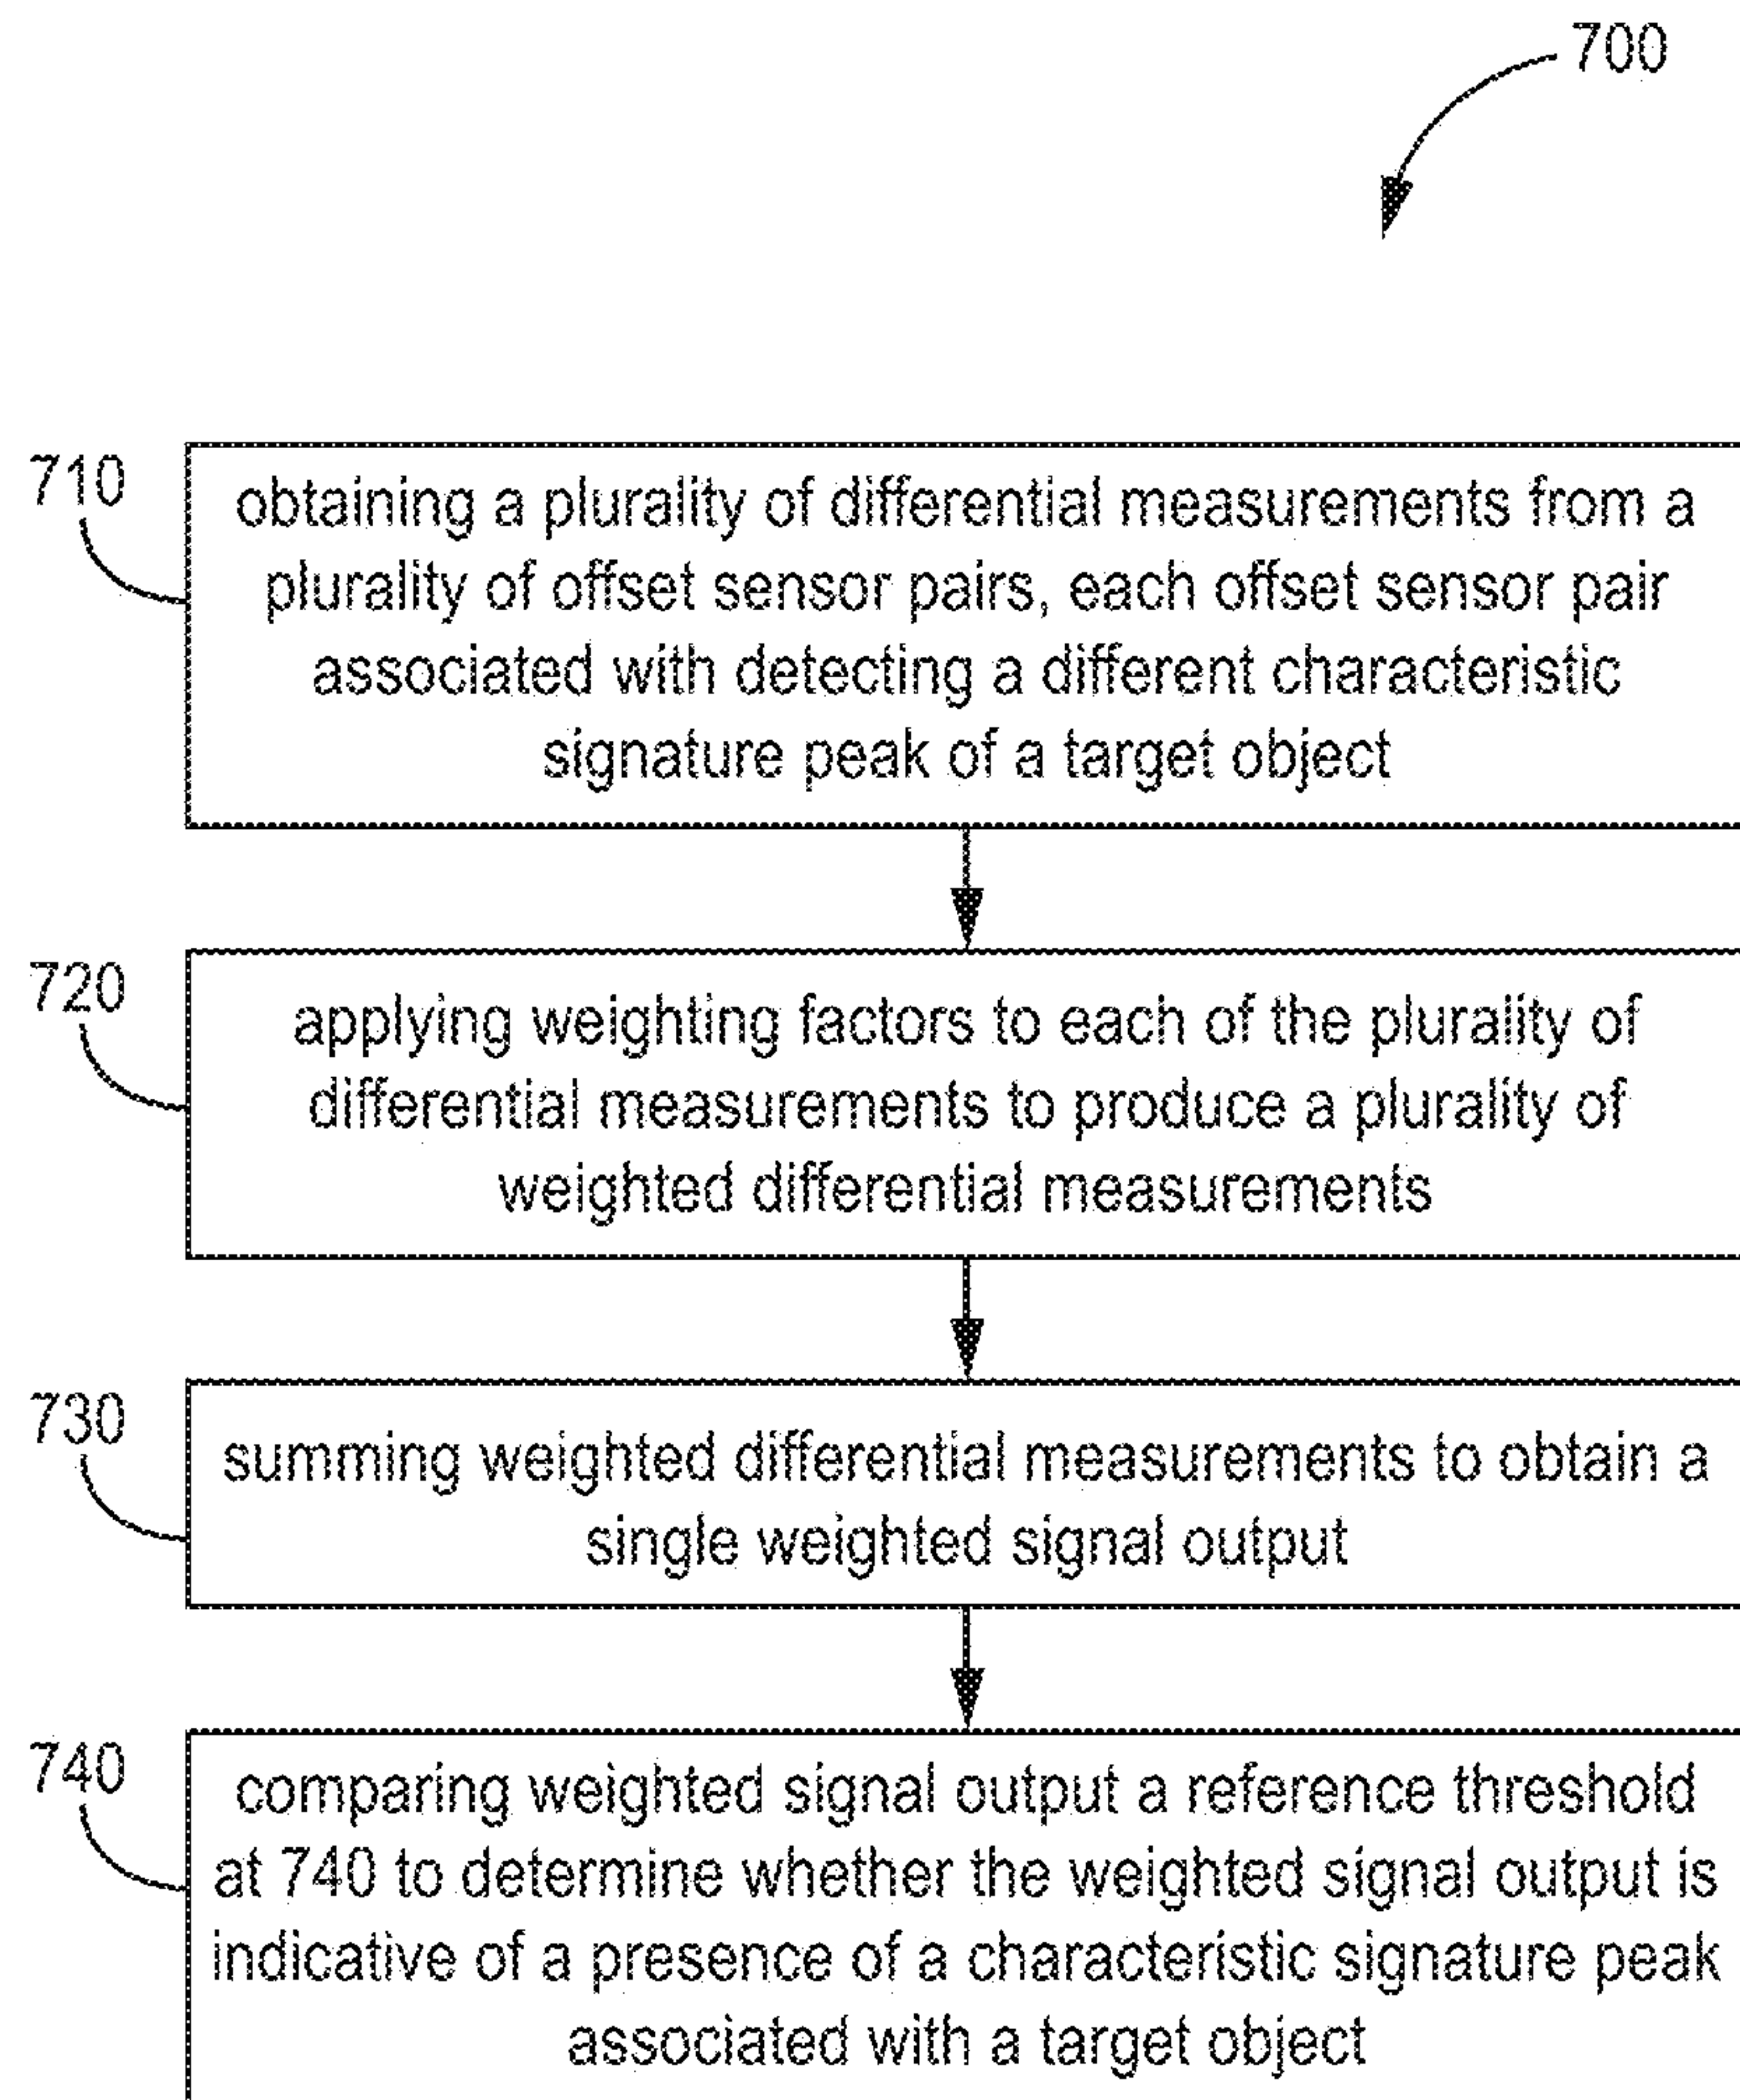 700
710
obtaining a plurality of differential measurements from a
plurality of offset sensor pairs, each offset sensor pair
associated with detecting a different characteristic
signature peak of a target object
720
applying weighting factors to each of the plurality of
differential measurements to produce a plurality of
weighted differential measurements
730
summing weighted differential measurements to obtain a
single weighted signal output
740
comparing weighted signal output a reference threshold
at 740 to determine whether the weighted signal output is
indicative of a presence of a characteristic signature peak
associated with a target object